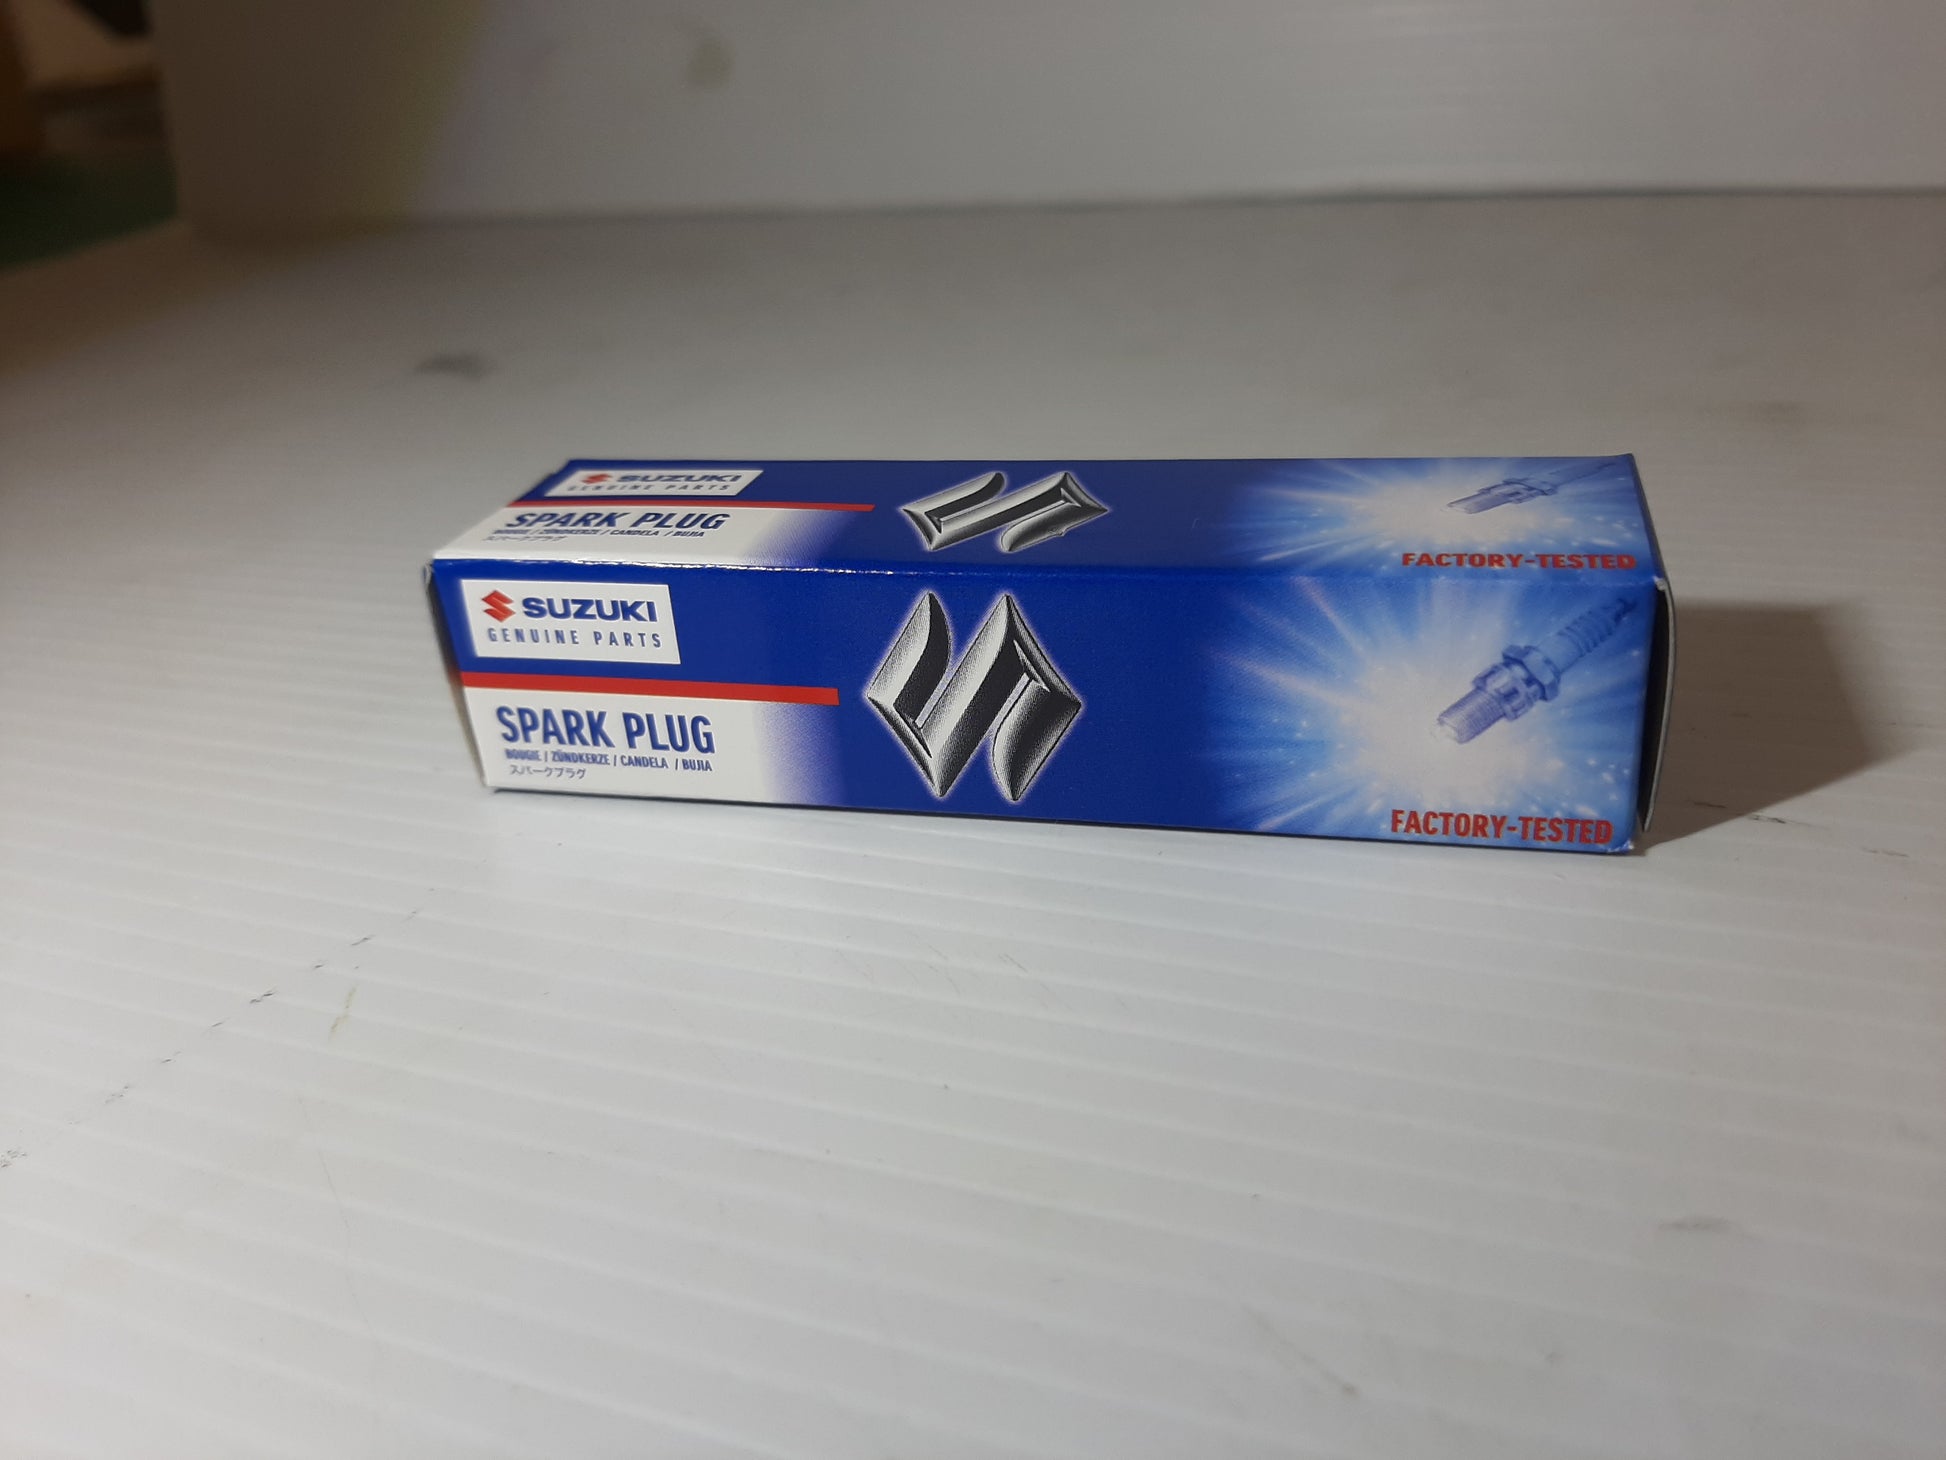 SUZUKI
GENUINE PARTS
SPARK PLUG
BOUGIE / ZÜNDKERZE / CANDELA / BUJIA
スパークプラグ
FACTORY-TESTED
SUZUKI
GENUINE PARTS
SPARK PLUG
BOUGIE / ZÜNDKERZE / CANDELA / BUJIA
スパークプラグ
FACTORY-TESTED